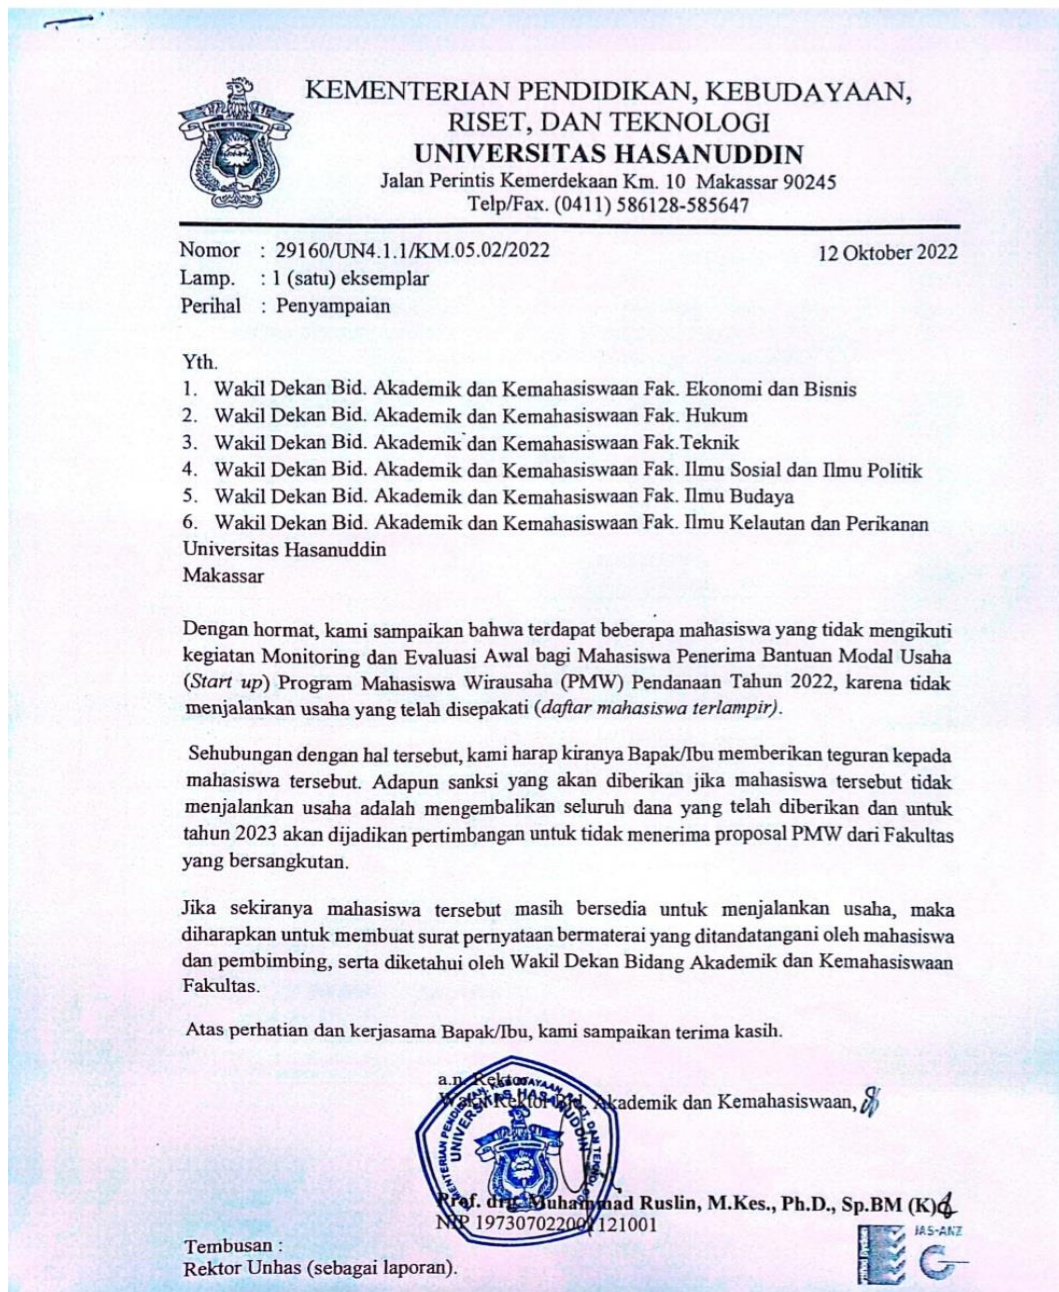 KEMENTERIAN PENDIDIKAN, KEBUDAYAAN,
RISET, DAN TEKNOLOGI
UNIVERSITAS HASANUDDIN
Jalan Perintis Kemerdekaan Km. 10 Makassar 90245
Telp/Fax. (0411) 586128-585647
Nomor : 29160/UN4.1.1/KM.05.02/2022 12 Oktober 2022
Lamp. : 1 (satu) eksemplar
Perihal : Penyampaian
Yth.
1. Wakil Dekan Bid. Akademik dan Kemahasiswaan Fak. Ekonomi dan Bisnis
2. Wakil Dekan Bid. Akademik dan Kemahasiswaan Fak. Hukum
3. Wakil Dekan Bid. Akademik dan Kemahasiswaan Fak.Teknik
4. Wakil Dekan Bid. Akademik dan Kemahasiswaan Fak. Ilmu Sosial dan Ilmu Politik
5. Wakil Dekan Bid. Akademik dan Kemahasiswaan Fak. Ilmu Budaya
6. Wakil Dekan Bid. Akademik dan Kemahasiswaan Fak. Ilmu Kelautan dan Perikanan
Universitas Hasanuddin
Makassar
Dengan hormat, kami sampaikan bahwa terdapat beberapa mahasiswa yang tidak mengikuti
kegiatan Monitoring dan Evaluasi Awal bagi Mahasiswa Penerima Bantuan Modal Usaha
(Start up) Program Mahasiswa Wirausaha (PMW) Pendanaan Tahun 2022, karena tidak
menjalankan usaha yang telah disepakati (daftar mahasiswa terlampir).
Sehubungan dengan hal tersebut, kami harap kiranya Bapak/Ibu memberikan teguran kepada
mahasiswa tersebut. Adapun sanksi yang akan diberikan jika mahasiswa tersebut tidak
menjalankan usaha adalah mengembalikan seluruh dana yang telah diberikan dan untuk
tahun 2023 akan dijadikan pertimbangan untuk tidak menerima proposal PMW dari Fakultas
yang bersangkutan.
Jika sekiranya mahasiswa tersebut masih bersedia untuk menjalankan usaha, maka
diharapkan untuk membuat surat pernyataan bermaterai yang ditandatangani oleh mahasiswa
dan pembimbing, serta diketahui oleh Wakil Dekan Bidang Akademik dan Kemahasiswaan
Fakultas.
Atas perhatian dan kerjasama Bapak/Ibu, kami sampaikan terima kasih.
a.n. Rektor
Wakil Rektor Bid. Akademik dan Kemahasiswaan,
UNIVERSITAS HASANUDDIN
Prof. drg. Muhammad Ruslin, M.Kes., Ph.D., Sp.BM (K)
NIP 197307022001121001
Tembusan :
Rektor Unhas (sebagai laporan).
JAS-ANZ